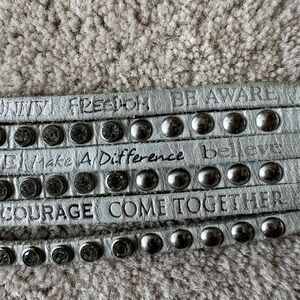 FREEDOM BE AWARE
Make A Difference believe
COURAGE COME TOGETHER